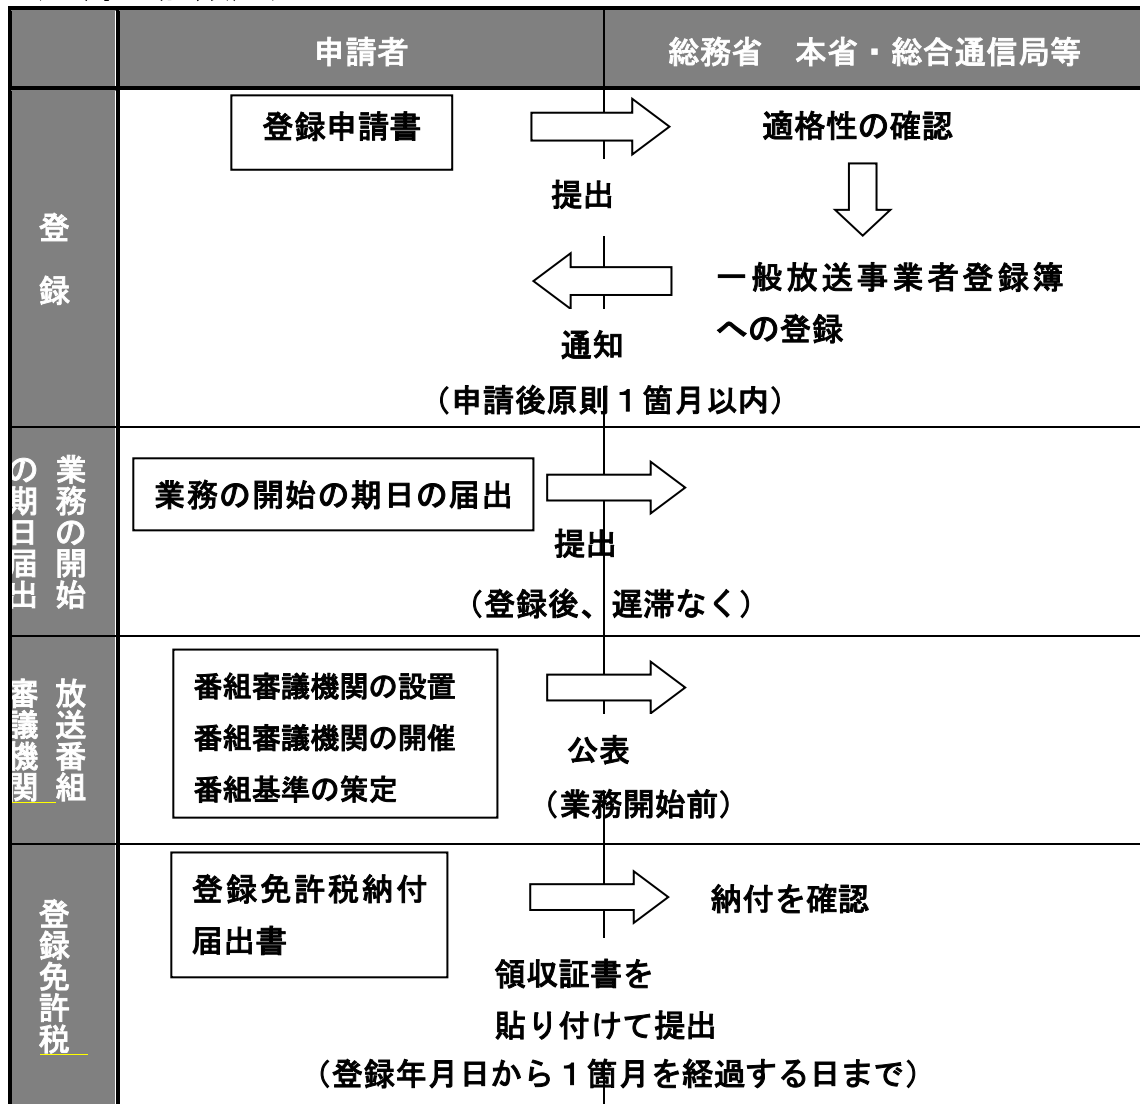 申請者
総務省 本省・総合通信局等
登録
登録申請書
提出
適格性の確認
一般放送事業者登録簿
への登録
通知
（申請後原則１箇月以内）
業務の開始
の期日届出
業務の開始の期日の届出
提出
（登録後、遅滞なく）
放送番組
審議機関
番組審議機関の設置
番組審議機関の開催
番組基準の策定
公表
（業務開始前）
登録免許税
登録免許税納付
届出書
納付を確認
領収証書を
貼り付けて提出
（登録年月日から１箇月を経過する日まで）